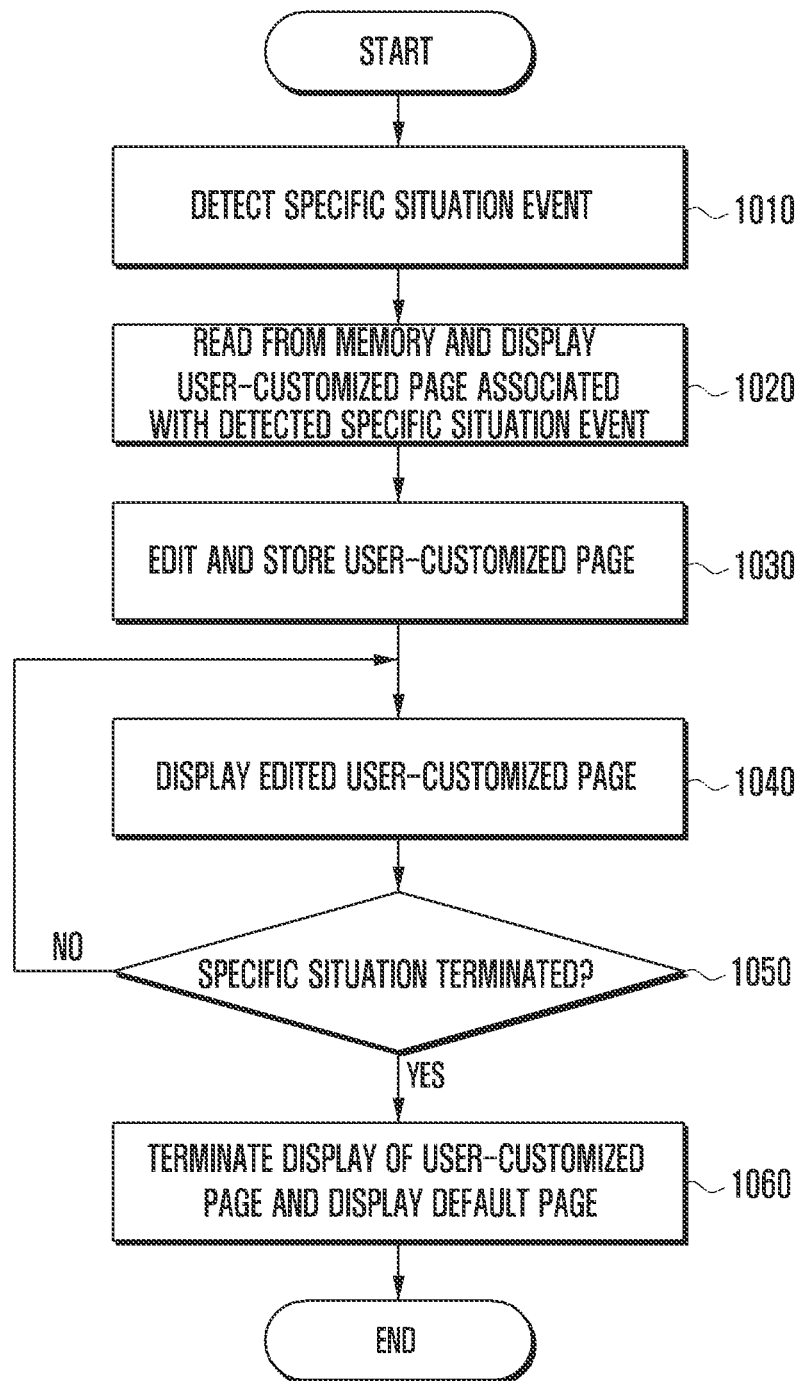 START
DETECT SPECIFIC SITUATION EVENT
1010
READ FROM MEMORY AND DISPLAY
USER-CUSTOMIZED PAGE ASSOCIATED
WITH DETECTED SPECIFIC SITUATION EVENT
1020
EDIT AND STORE USER-CUSTOMIZED PAGE
1030
DISPLAY EDITED USER-CUSTOMIZED PAGE
1040
NO
SPECIFIC SITUATION TERMINATED?
1050
YES
TERMINATE DISPLAY OF USER-CUSTOMIZED
PAGE AND DISPLAY DEFAULT PAGE
1060
END